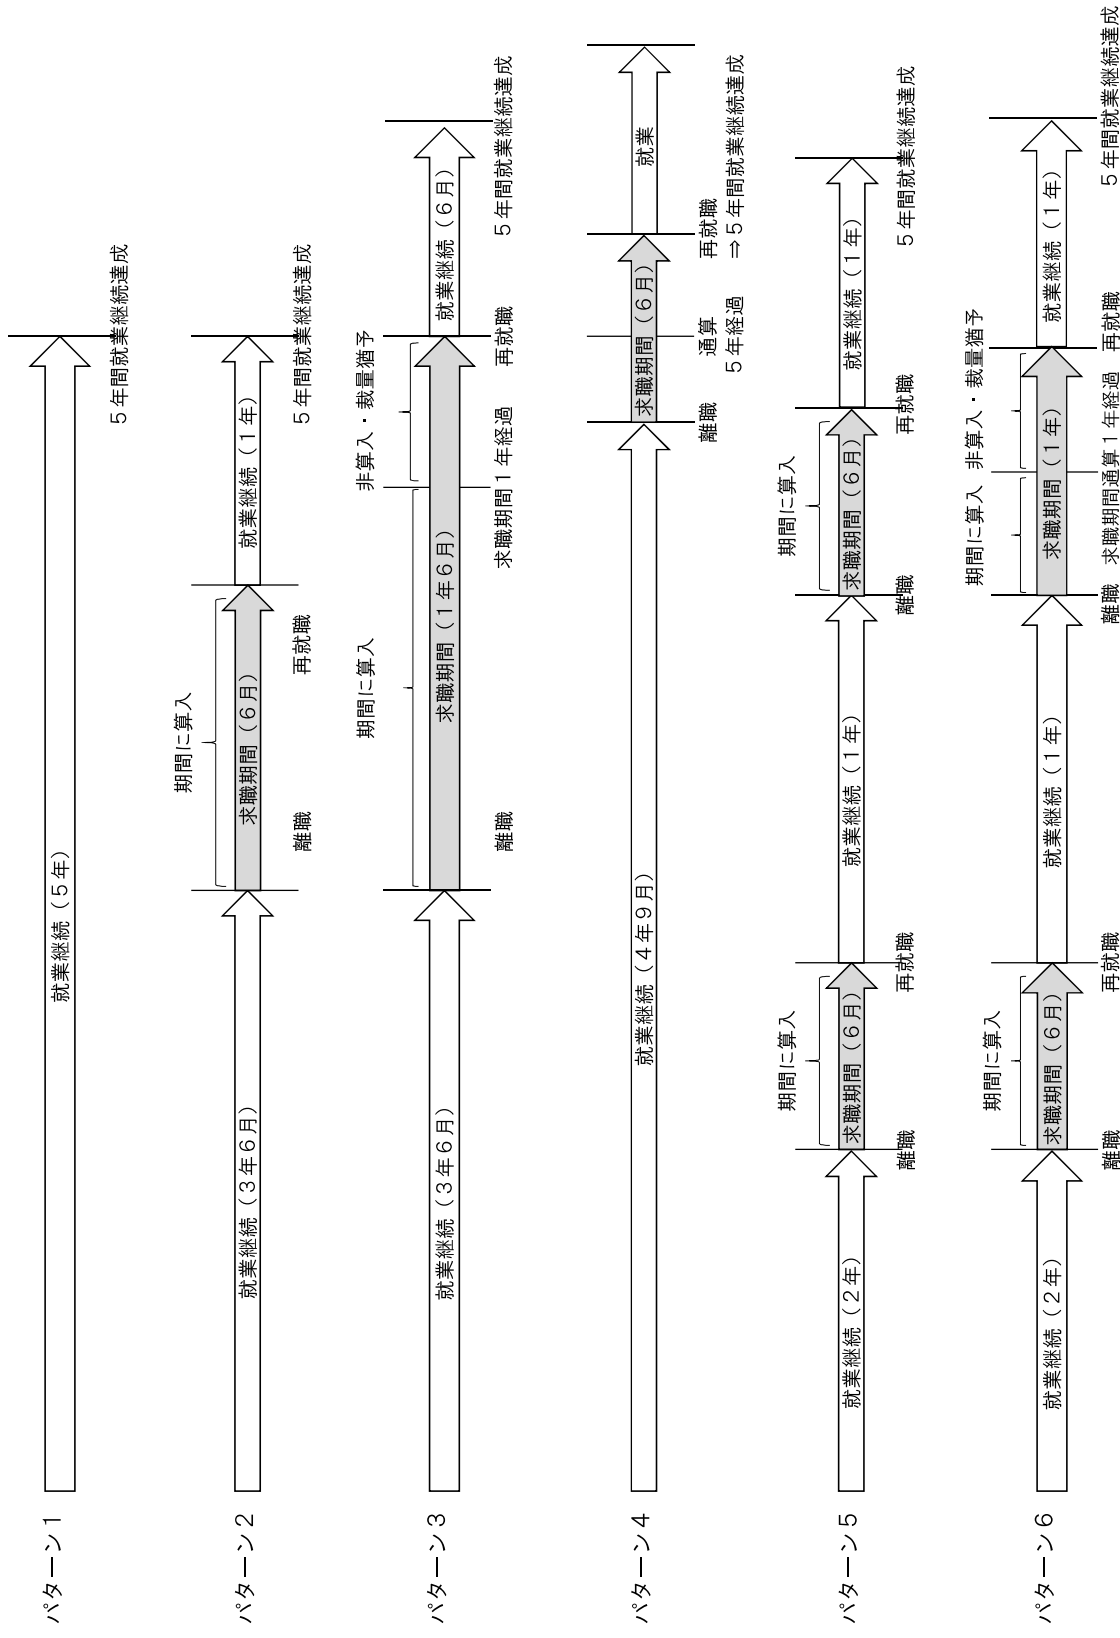 パターン1
就業継続（5年）
5年間就業継続達成
パターン2
期間に算入
就業継続（3年6月）
求職期間（6月）
就業継続（1年）
離職
再就職
5年間就業継続達成
パターン3
期間に算入
非算入・裁量猶予
就業継続（3年6月）
求職期間（1年6月）
就業継続（6月）
離職
求職期間1年経過
再就職
5年間就業継続達成
パターン4
就業継続（4年9月）
求職期間（6月）
就業
離職
通算
5年経過
再就職
⇒5年間就業継続達成
パターン5
期間に算入
期間に算入
就業継続（2年）
求職期間（6月）
就業継続（1年）
求職期間（6月）
就業継続（1年）
離職
再就職
離職
再就職
5年間就業継続達成
パターン6
期間に算入
期間に算入
非算入・裁量猶予
就業継続（2年）
求職期間（6月）
就業継続（1年）
求職期間（1年）
就業継続（1年）
離職
再就職
離職
求職期間通算1年経過
再就職
5年間就業継続達成